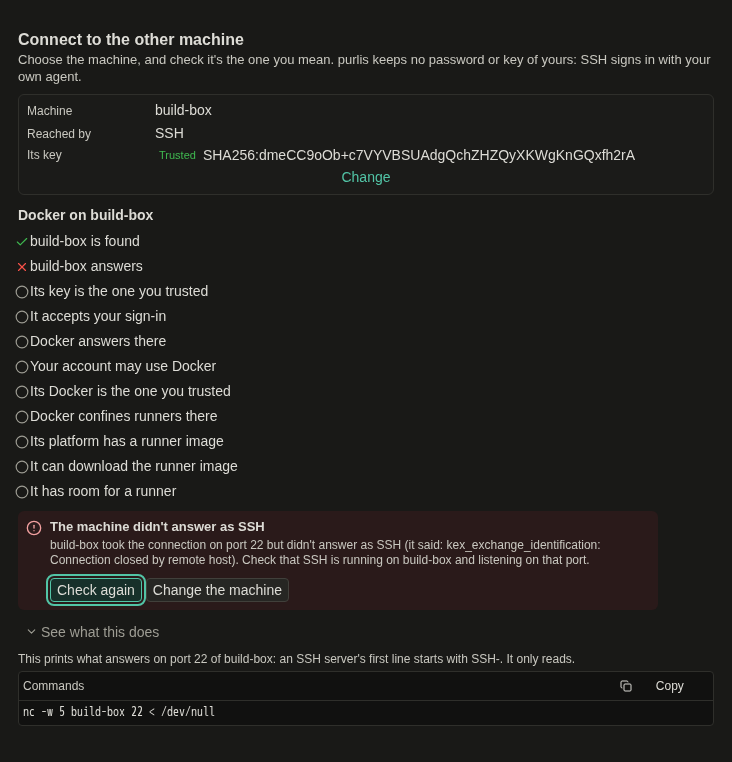 Connect to the other machine
Choose the machine, and check it's the one you mean. purlis keeps no password or key of yours: SSH signs in with your
own agent.
Machine build-box
Reached by SSH
Its key Trusted SHA256:dmeCC9oOb+c7VYVBSUAdgQchZHZQyXKWgKnGQxfh2rA
Change
Docker on build-box
build-box is found
build-box answers
Its key is the one you trusted
It accepts your sign-in
Docker answers there
Your account may use Docker
Its Docker is the one you trusted
Docker confines runners there
Its platform has a runner image
It can download the runner image
It has room for a runner
The machine didn't answer as SSH
build-box took the connection on port 22 but didn't answer as SSH (it said: kex_exchange_identification:
Connection closed by remote host). Check that SSH is running on build-box and listening on that port.
Check again Change the machine
See what this does
This prints what answers on port 22 of build-box: an SSH server's first line starts with SSH-. It only reads.
Commands Copy
nc -w 5 build-box 22 < /dev/null